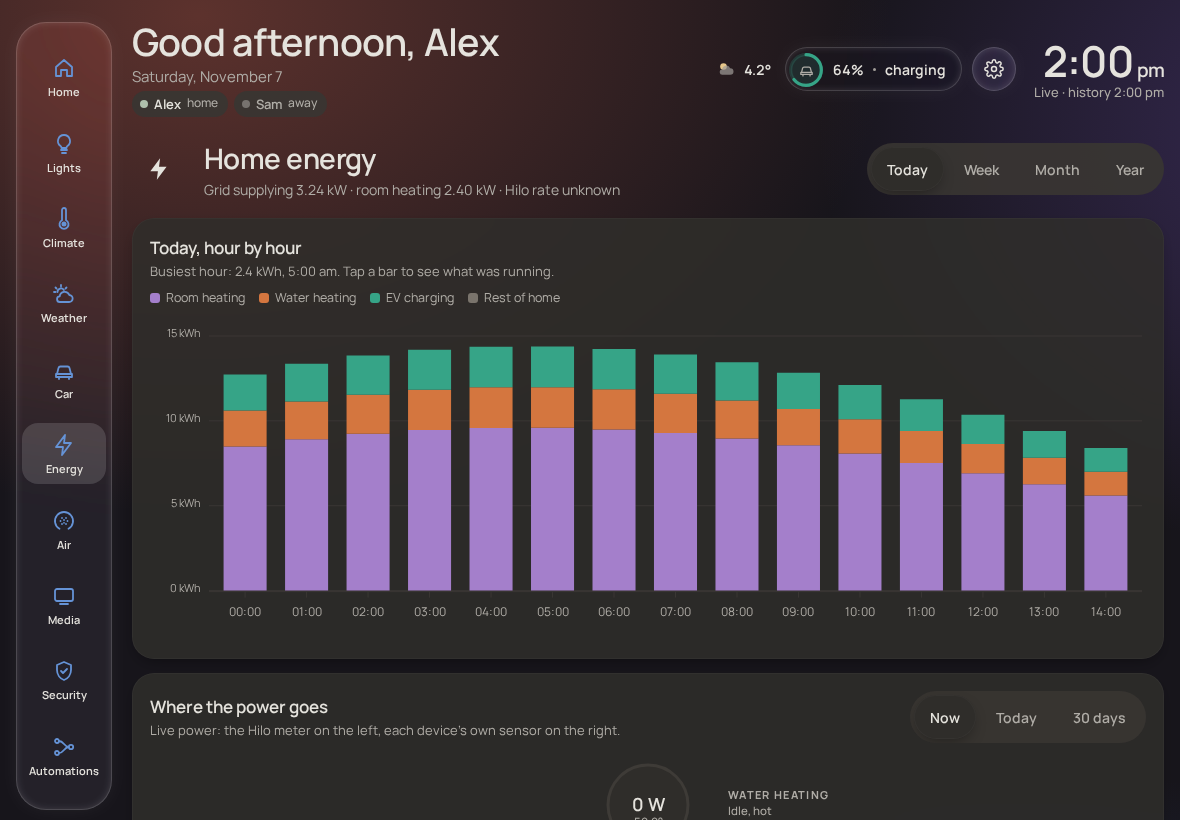 Good afternoon, Alex
Saturday, November 7
Alex home
Sam away
4.2°
64% · charging
2:00 pm
Live · history 2:00 pm
Home
Lights
Climate
Weather
Car
Energy
Air
Media
Security
Automations
Home energy
Grid supplying 3.24 kW · room heating 2.40 kW · Hilo rate unknown
Today Week Month Year
Today, hour by hour
Busiest hour: 2.4 kWh, 5:00 am. Tap a bar to see what was running.
Room heating Water heating EV charging Rest of home
15 kWh
10 kWh
5 kWh
0 kWh
00:00 01:00 02:00 03:00 04:00 05:00 06:00 07:00 08:00 09:00 10:00 11:00 12:00 13:00 14:00
Where the power goes
Live power: the Hilo meter on the left, each device's own sensor on the right.
Now Today 30 days
0 W
WATER HEATING
Idle, hot